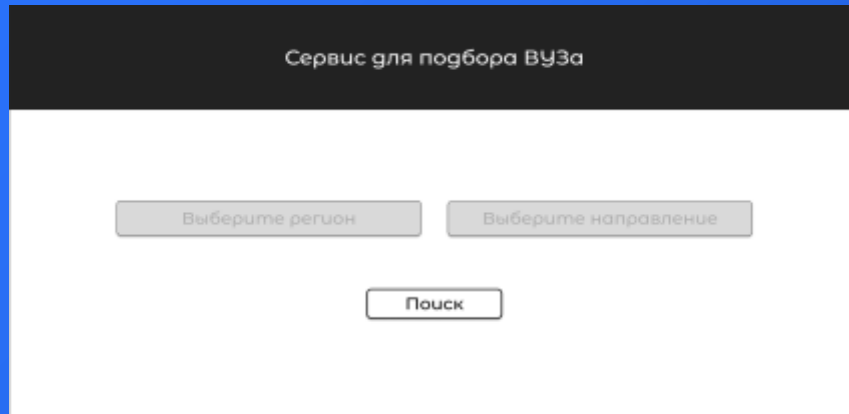 Сервис для подбора ВУЗа
Выберите регион
Выберите направление
Поиск